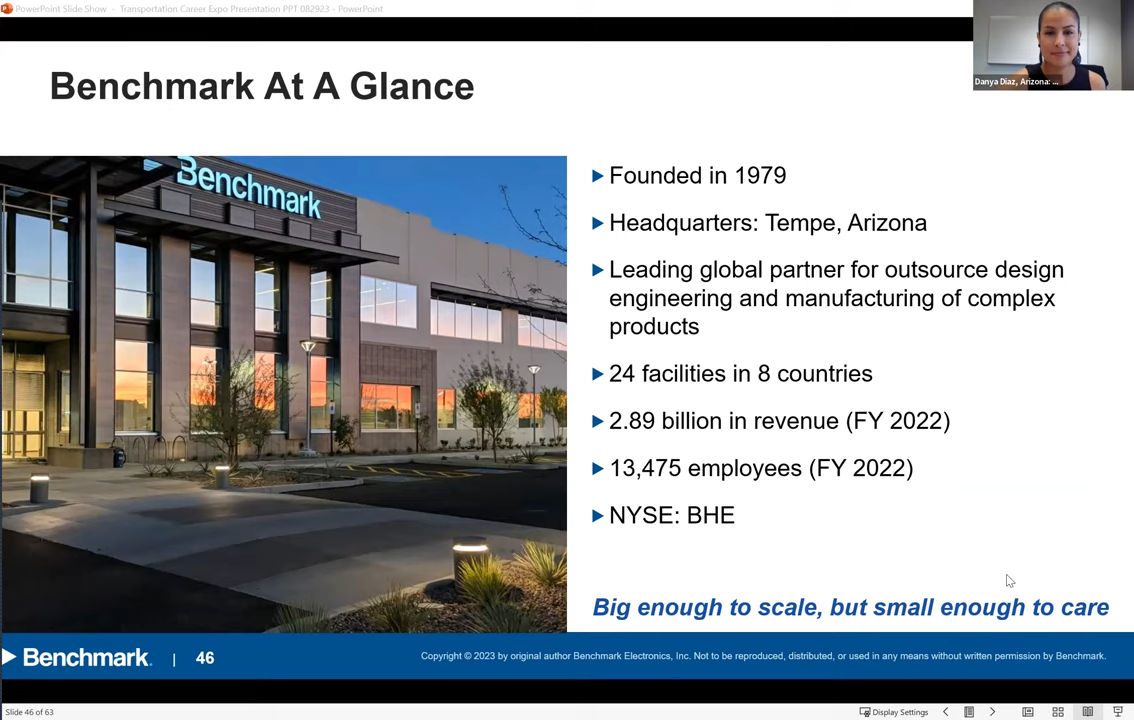 PowerPoint Slide Show - Transportation Career Expo Presentation PPT 082923 - PowerPoint
Danya Diaz, Arizona: ...
Benchmark At A Glance
Benchmark
Founded in 1979
Headquarters: Tempe, Arizona
Leading global partner for outsource design
engineering and manufacturing of complex
products
24 facilities in 8 countries
2.89 billion in revenue (FY 2022)
13,475 employees (FY 2022)
NYSE: BHE
Big enough to scale, but small enough to care
Benchmark. | 46
Copyright © 2023 by original author Benchmark Electronics, Inc. Not to be reproduced, distributed, or used in any means without written permission by Benchmark.
Slide 46 of 63
Display Settings